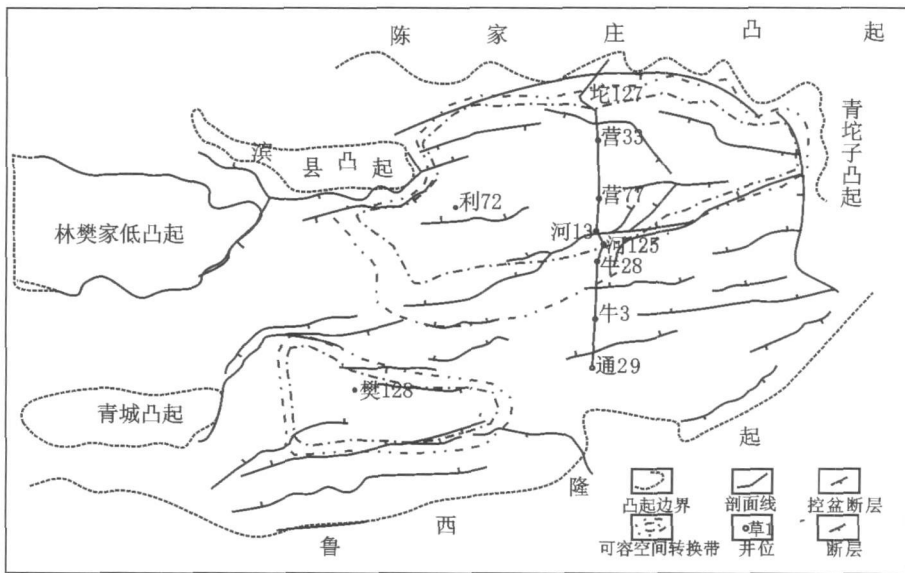 陈家庄凸起
坨127
青坨子凸起
滨县凸起
营33
利72
营77
林樊家低凸起
河13
河125
牛28
牛3
通29
樊128
青城凸起
鲁西隆起
凸起边界
剖面线
控盆断层
草1
可容空间转换带
井位
断层